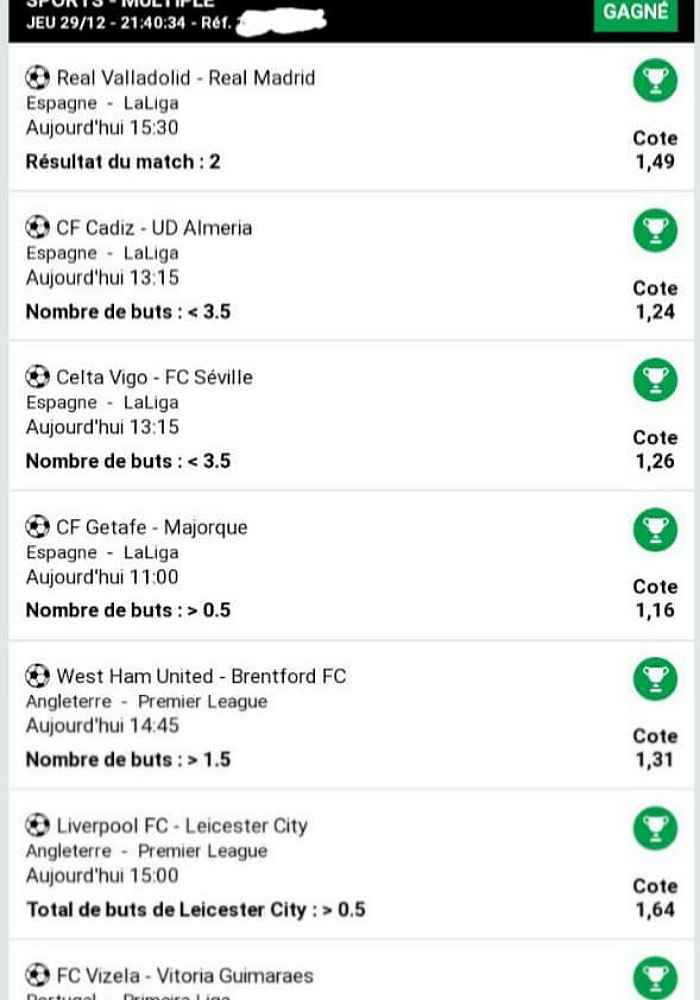 SPORTS - MULTIPLE
JEU 29/12 - 21:40:34 - Réf.
GAGNÉ
Real Valladolid - Real Madrid
Espagne - LaLiga
Aujourd'hui 15:30
Résultat du match : 2
Cote
1,49
CF Cadiz - UD Almeria
Espagne - LaLiga
Aujourd'hui 13:15
Nombre de buts : < 3.5
Cote
1,24
Celta Vigo - FC Séville
Espagne - LaLiga
Aujourd'hui 13:15
Nombre de buts : < 3.5
Cote
1,26
CF Getafe - Majorque
Espagne - LaLiga
Aujourd'hui 11:00
Nombre de buts : > 0.5
Cote
1,16
West Ham United - Brentford FC
Angleterre - Premier League
Aujourd'hui 14:45
Nombre de buts : > 1.5
Cote
1,31
Liverpool FC - Leicester City
Angleterre - Premier League
Aujourd'hui 15:00
Total de buts de Leicester City : > 0.5
Cote
1,64
FC Vizela - Vitoria Guimaraes
Portugal - Primeira Liga